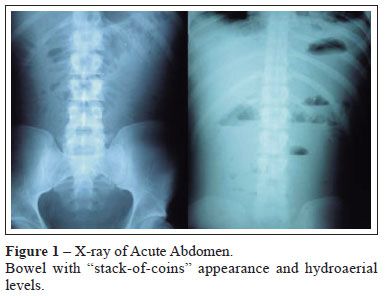 Figure 1 – X-ray of Acute Abdomen.
Bowel with “stack-of-coins” appearance and hydroaerial
levels.